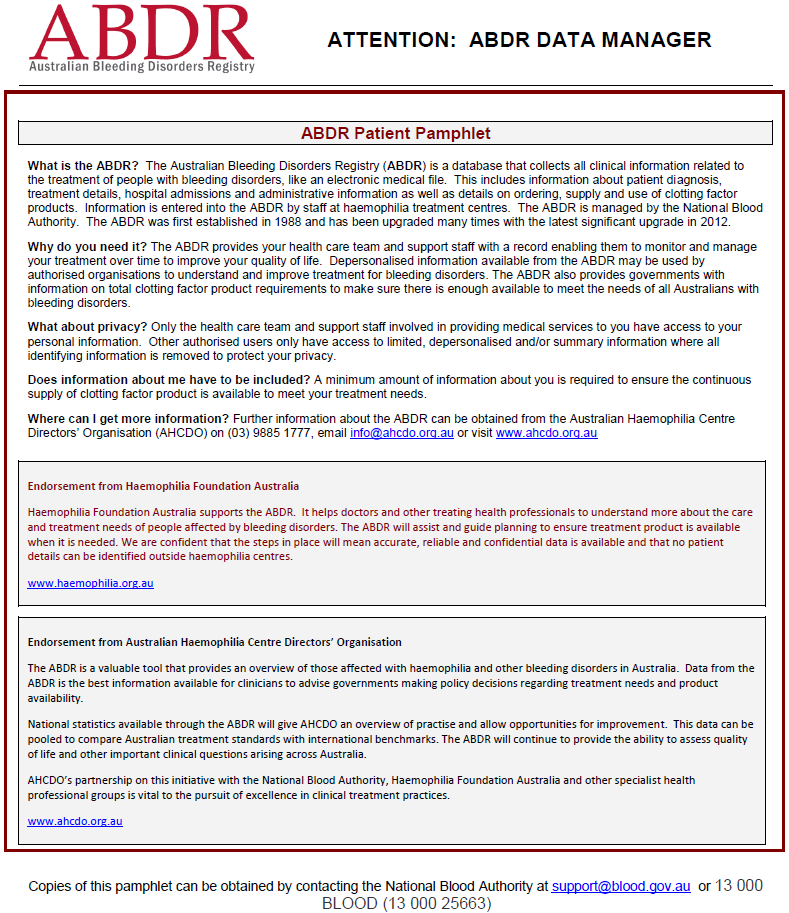 ABDR
Australian Bleeding Disorders Registry
ATTENTION:  ABDR DATA MANAGER
ABDR Patient Pamphlet
What is the ABDR?  The Australian Bleeding Disorders Registry (ABDR) is a database that collects all clinical information related to
the treatment of people with bleeding disorders, like an electronic medical file.  This includes information about patient diagnosis,
treatment details, hospital admissions and administrative information as well as details on ordering, supply and use of clotting factor
products.  Information is entered into the ABDR by staff at haemophilia treatment centres.  The ABDR is managed by the National Blood
Authority.  The ABDR was first established in 1988 and has been upgraded many times with the latest significant upgrade in 2012.
Why do you need it? The ABDR provides your health care team and support staff with a record enabling them to monitor and manage
your treatment over time to improve your quality of life.  Depersonalised information available from the ABDR may be used by
authorised organisations to understand and improve treatment for bleeding disorders. The ABDR also provides governments with
information on total clotting factor product requirements to make sure there is enough available to meet the needs of all Australians with
bleeding disorders.
What about privacy? Only the health care team and support staff involved in providing medical services to you have access to your
personal information.  Other authorised users only have access to limited, depersonalised and/or summary information where all
identifying information is removed to protect your privacy.
Does information about me have to be included? A minimum amount of information about you is required to ensure the continuous
supply of clotting factor product is available to meet your treatment needs.
Where can I get more information? Further information about the ABDR can be obtained from the Australian Haemophilia Centre
Directors' Organisation (AHCDO) on (03) 9885 1777, email info@ahcdo.org.au or visit www.ahcdo.org.au
Endorsement from Haemophilia Foundation Australia
Haemophilia Foundation Australia supports the ABDR.  It helps doctors and other treating health professionals to understand more about the care
and treatment needs of people affected by bleeding disorders. The ABDR will assist and guide planning to ensure treatment product is available
when it is needed. We are confident that the steps in place will mean accurate, reliable and confidential data is available and that no patient
details can be identified outside haemophilia centres.
www.haemophilia.org.au
Endorsement from Australian Haemophilia Centre Directors' Organisation
The ABDR is a valuable tool that provides an overview of those affected with haemophilia and other bleeding disorders in Australia.  Data from the
ABDR is the best information available for clinicians to advise governments making policy decisions regarding treatment needs and product
availability.
National statistics available through the ABDR will give AHCDO an overview of practise and allow opportunities for improvement.  This data can be
pooled to compare Australian treatment standards with international benchmarks. The ABDR will continue to provide the ability to assess quality
of life and other important clinical questions arising across Australia.
AHCDO's partnership on this initiative with the National Blood Authority, Haemophilia Foundation Australia and other specialist health
professional groups is vital to the pursuit of excellence in clinical treatment practices.
www.ahcdo.org.au
Copies of this pamphlet can be obtained by contacting the National Blood Authority at support@blood.gov.au  or 13 000
BLOOD (13 000 25663)